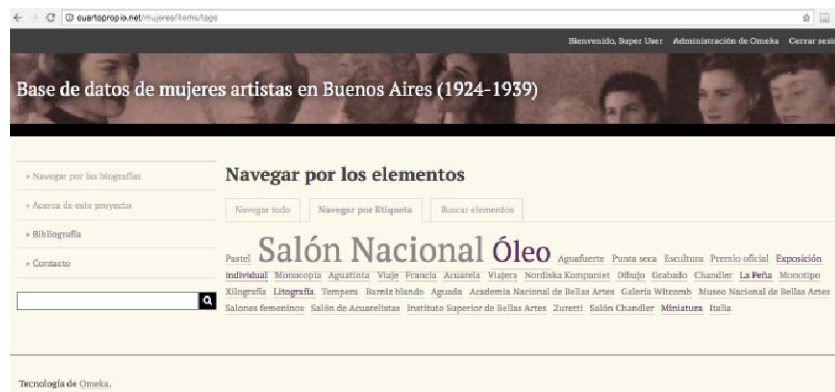 cuartopropio.net/mujeres/items/tags
Bienvenido, Super User Administración de Omeka Cerrar sesi
Base de datos de mujeres artistas en Buenos Aires (1924-1939)
» Navegar por las biografías
» Acerca de este proyecto
» Bibliografía
» Contacto
Navegar por los elementos
Navegar todo Navegar por Etiqueta Buscar elementos
Pastel Salón Nacional Óleo Aguafuerte Punta seca Escultura Premio oficial Exposición
individual Monocopia Aguatinta Viaje Francia Acuarela Viajera Nordiska Kompaniet Dibujo Grabado Chandler La Peña Monotipo
Xilografía Litografía Tempera Barniz blando Aguada Academia Nacional de Bellas Artes Galería Witcomb Museo Nacional de Bellas Artes
Salones femeninos Salón de Acuarelistas Instituto Superior de Bellas Artes Zuretti Salón Chandler Miniatura Italia
Tecnología de Omeka.